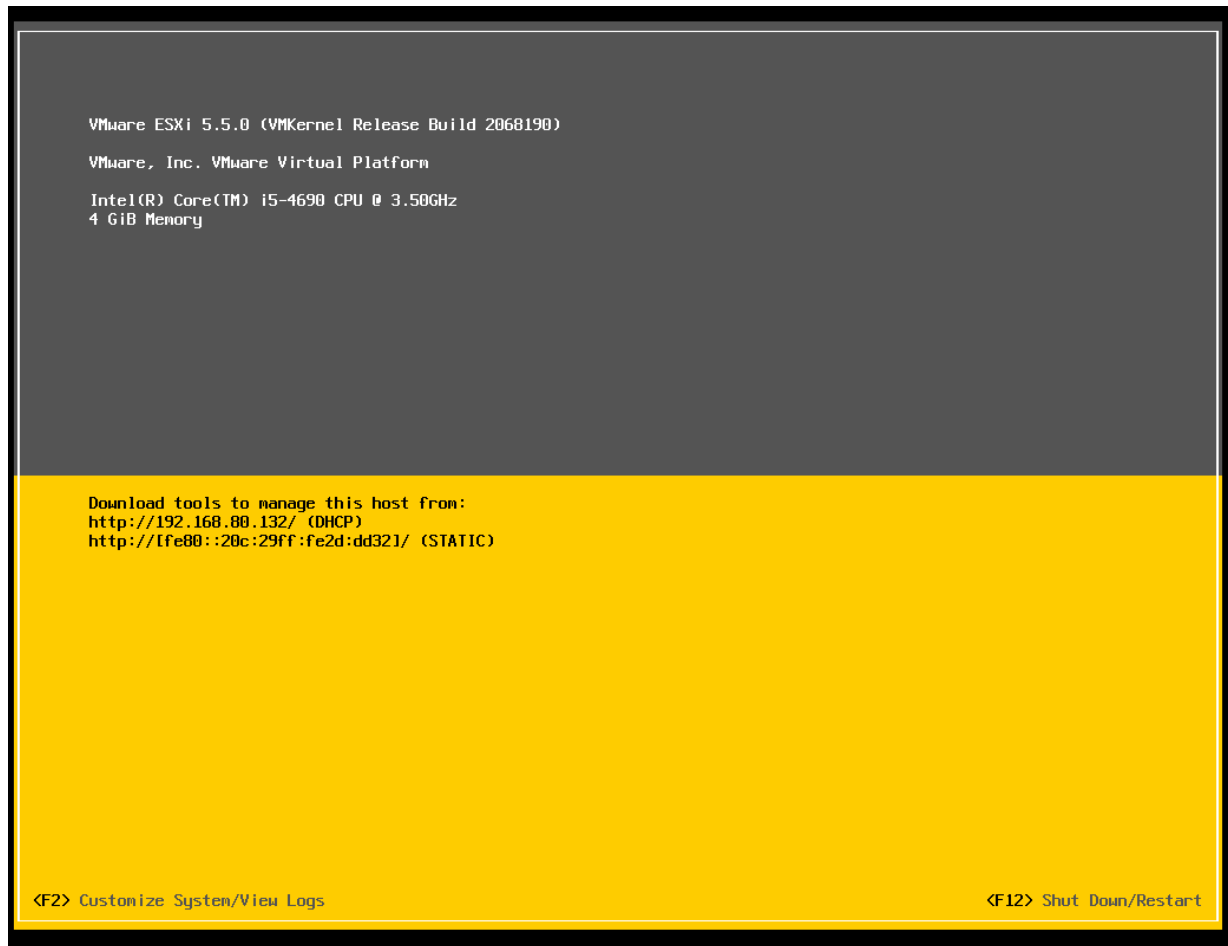 VMware ESXi 5.5.0 (VMKernel Release Build 2068190)
VMware, Inc. VMware Virtual Platform
Intel(R) Core(TM) i5-4690 CPU @ 3.50GHz
4 GiB Memory
Download tools to manage this host from:
http://192.168.80.132/ (DHCP)
http://[fe80::20c:29ff:fe2d:dd32]/ (STATIC)
<F2> Customize System/View Logs
<F12> Shut Down/Restart